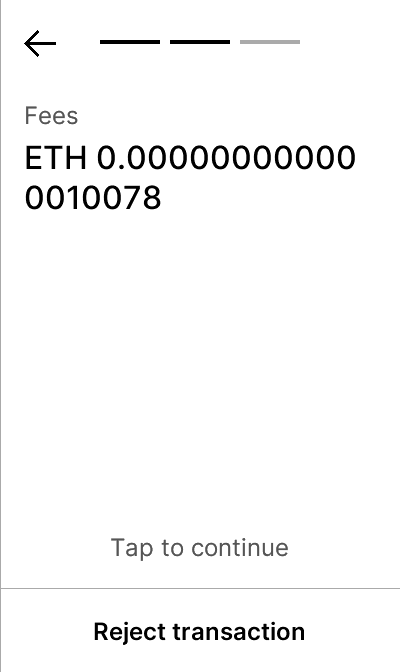 Fees
ETH 0.00000000000
0010078
Tap to continue
Reject transaction